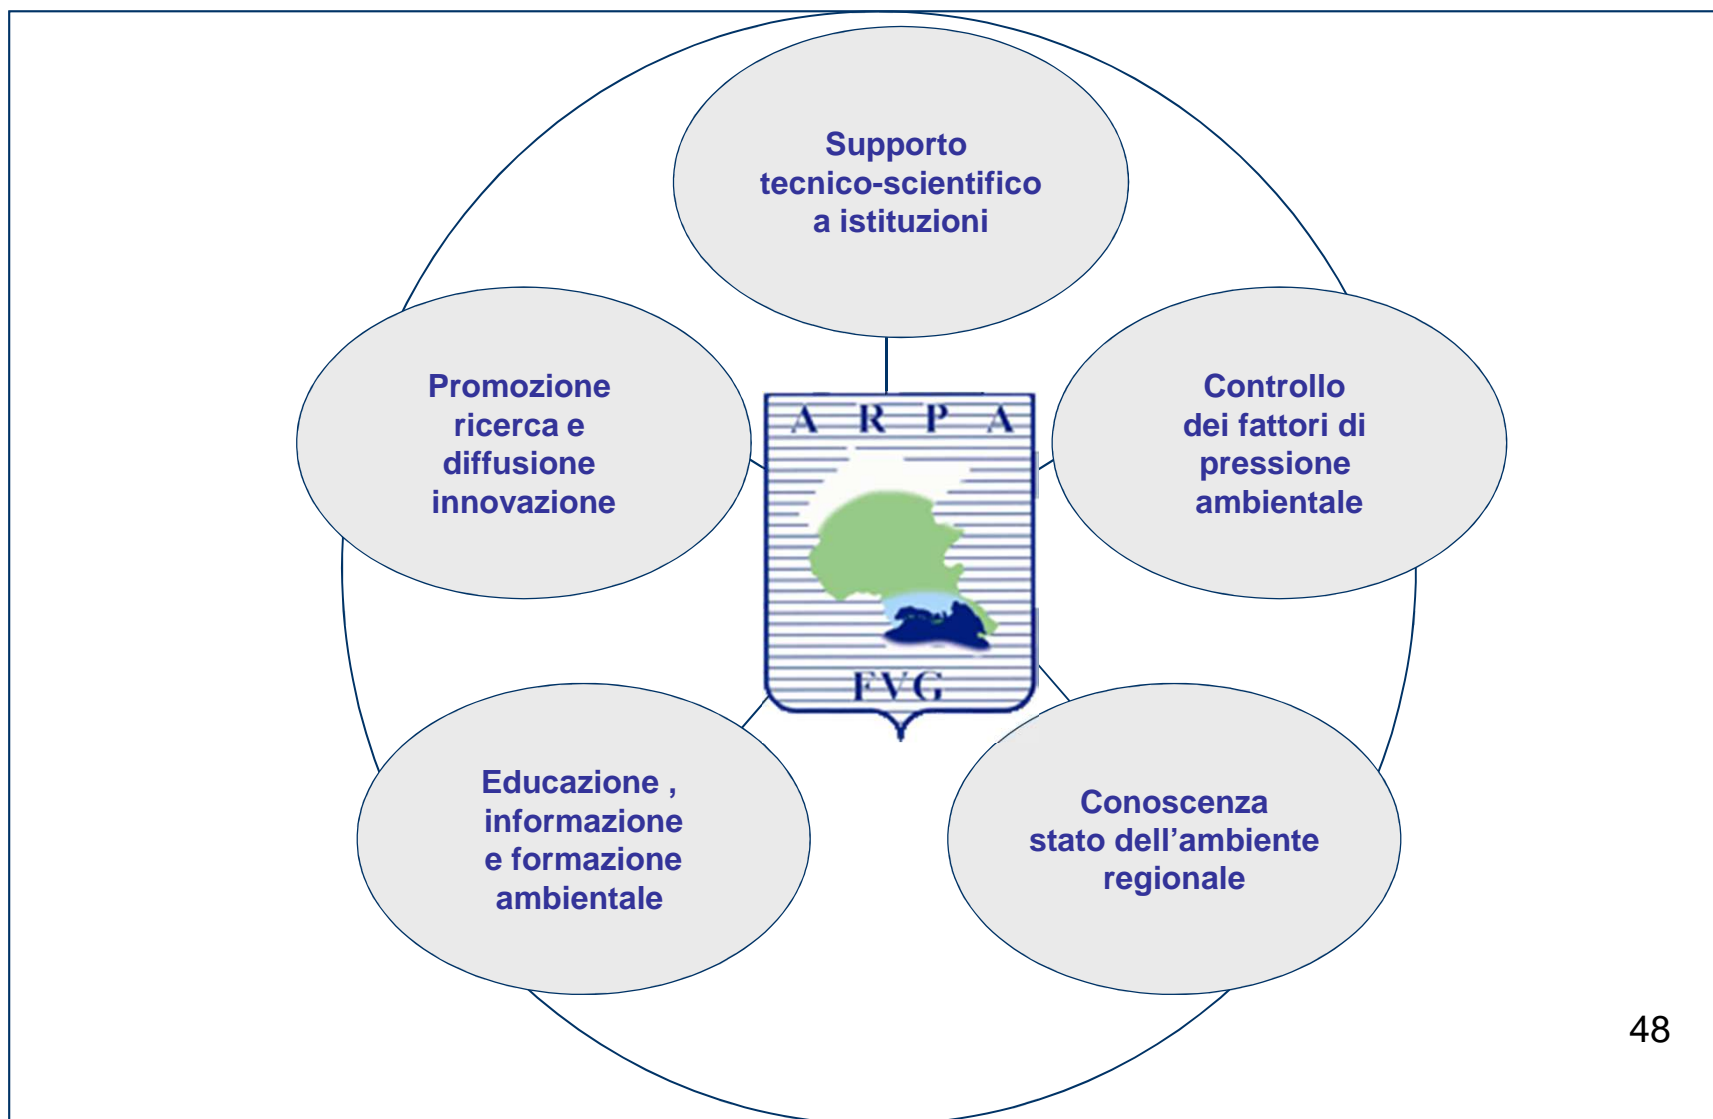 Supporto
tecnico-scientifico
a istituzioni
Promozione
ricerca e
diffusione
innovazione
Controllo
dei fattori di
pressione
ambientale
A R P A
FVG
Educazione ,
informazione
e formazione
ambientale
Conoscenza
stato dell’ambiente
regionale
48